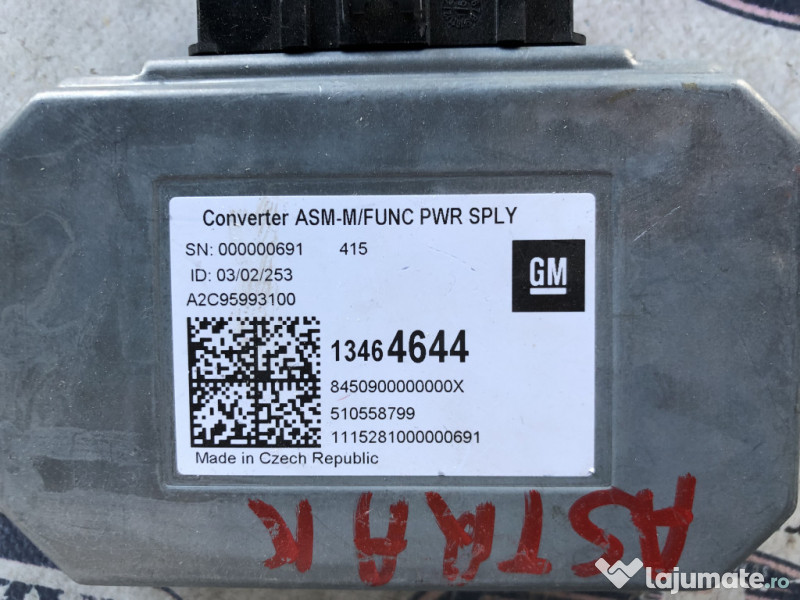 Converter ASM-M/FUNC PWR SPLY
SN: 000000691 415
ID: 03/02/253
A2C95993100
GM
13464644
8450900000000X
510558799
1115281000000691
Made in Czech Republic
ASTRA K
lajumate.ro